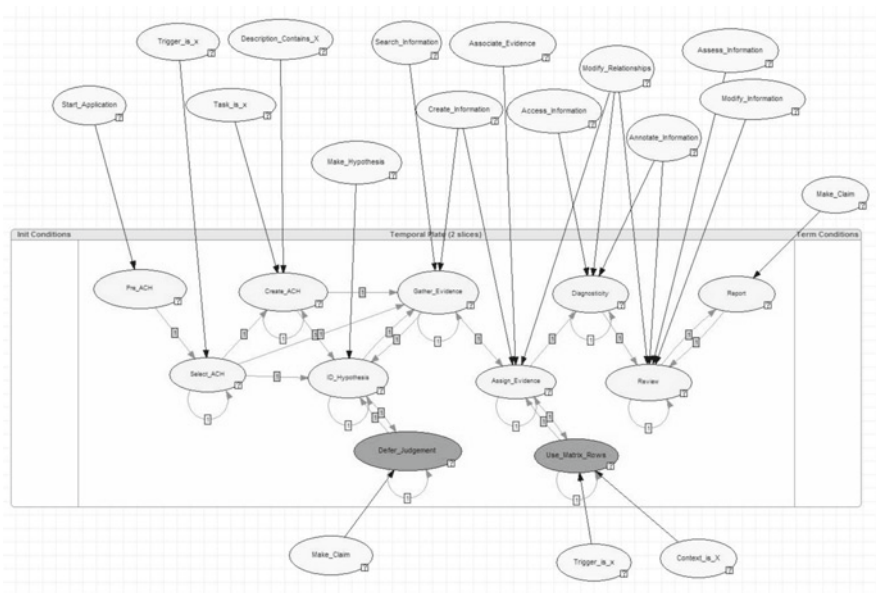 Trigger_is_x
Description_Contains_X
Search_Information
Associate_Evidence
Assess_Information
Modify_Relationships
Start_Application
Task_is_x
Create_Information
Access_Information
Modify_Information
Annotate_Information
Make_Hypothesis
Make_Claim
Init Conditions
Temporal Plate (2 slices)
Term Conditions
Pre_ACH
Create_ACH
Gather_Evidence
Diagnosticity
Report
Select_ACH
ID_Hypothesis
Assign_Evidence
Review
Defer_Judgement
Use_Matrix_Rows
Make_Claim
Trigger_is_x
Context_is_X